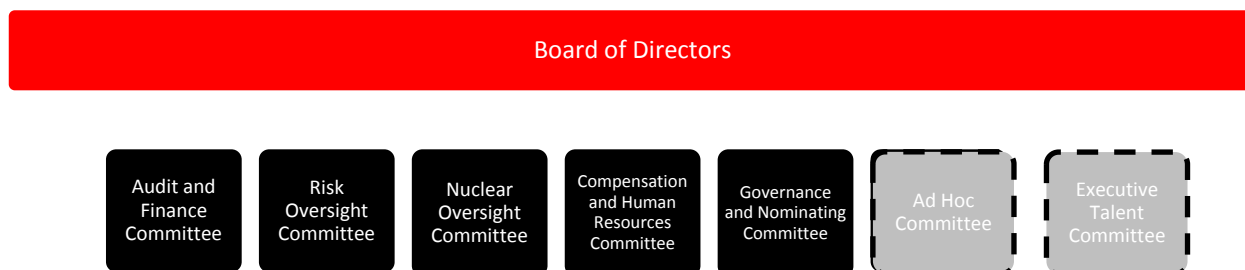 Board of Directors
Audit and
Finance
Committee
Risk
Oversight
Committee
Nuclear
Oversight
Committee
Compensation
and Human
Resources
Committee
Governance
and Nominating
Committee
Ad Hoc
Committee
Executive
Talent
Committee